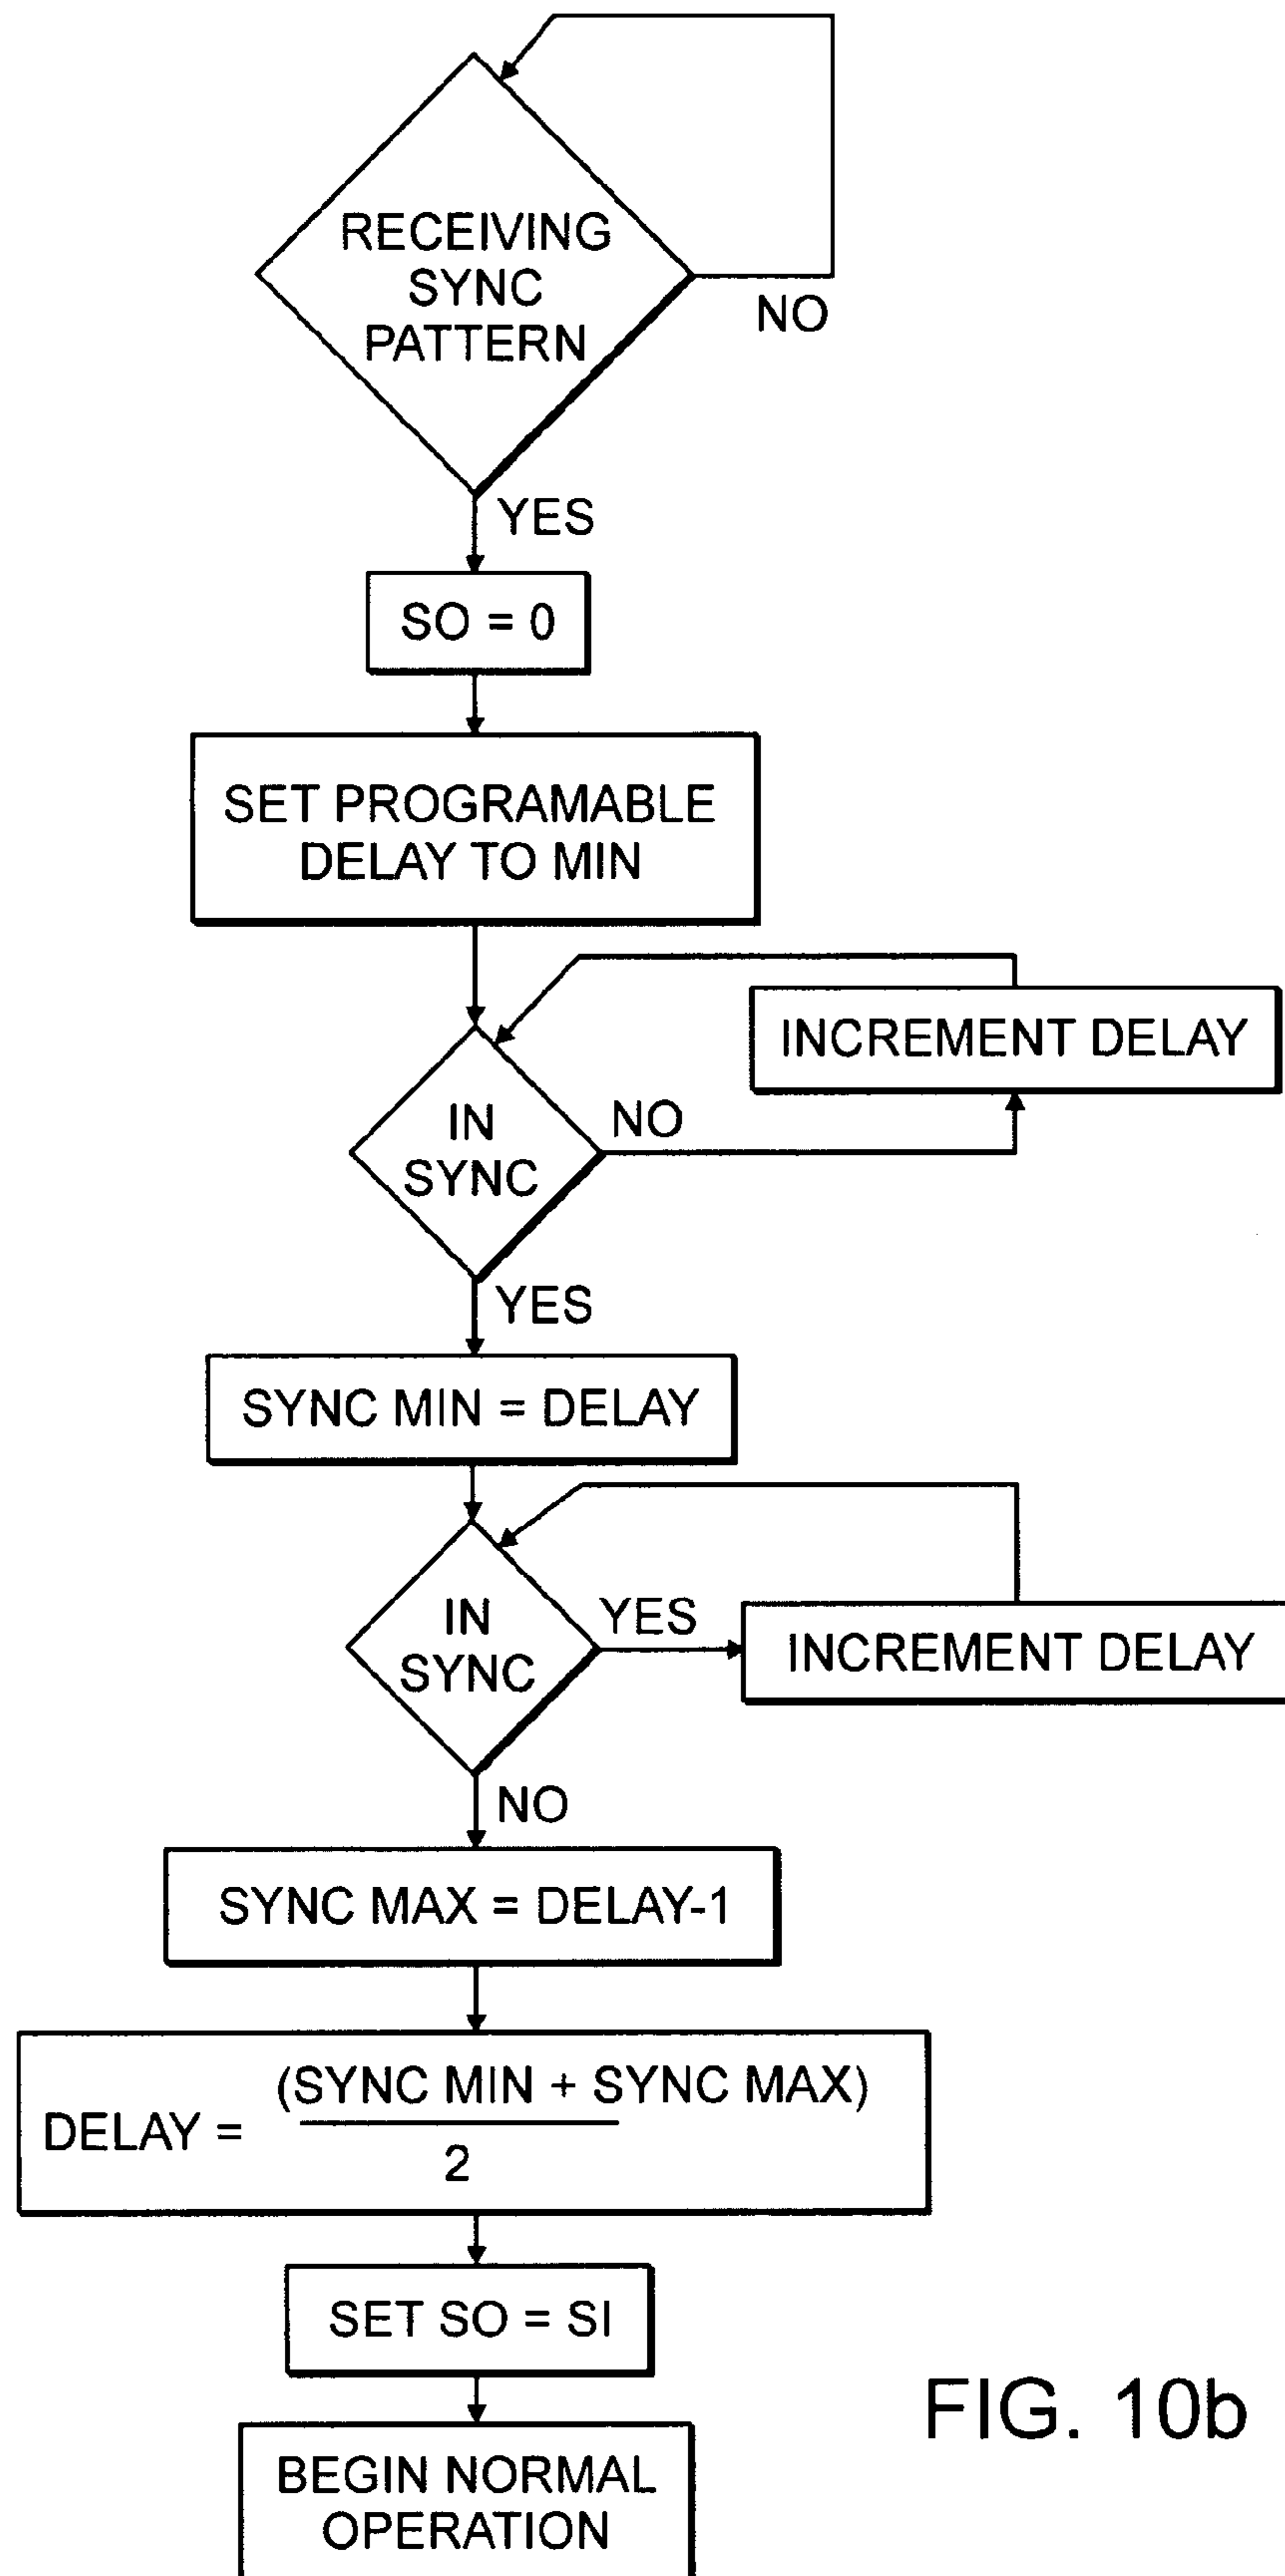 RECEIVING
SYNC
PATTERN
NO
YES
SO = 0
SET PROGRAMABLE
DELAY TO MIN
INCREMENT DELAY
IN
SYNC
NO
YES
SYNC MIN = DELAY
IN
SYNC
YES
INCREMENT DELAY
NO
SYNC MAX = DELAY-1
(SYNC MIN + SYNC MAX)
DELAY =
2
SET SO = SI
BEGIN NORMAL
OPERATION
FIG. 10b